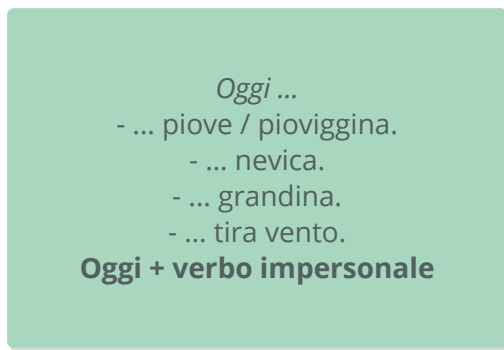 Oggi ...
- ... piove / pioviggina.
- ... nevica.
- ... grandina.
- ... tira vento.
Oggi + verbo impersonale